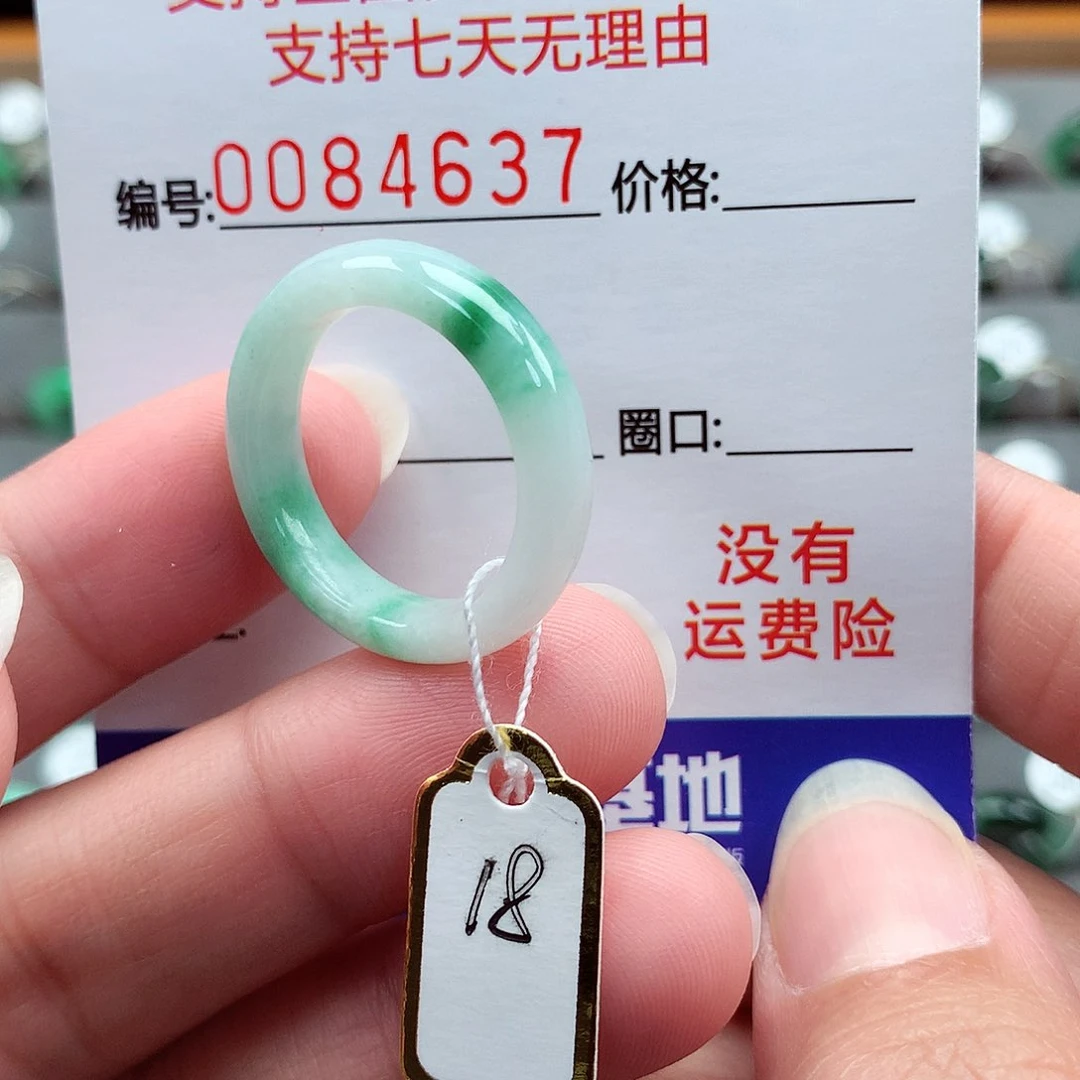 支持七天无理由
编号:0084637 价格:
圈口:
没有
运费险
基地
18